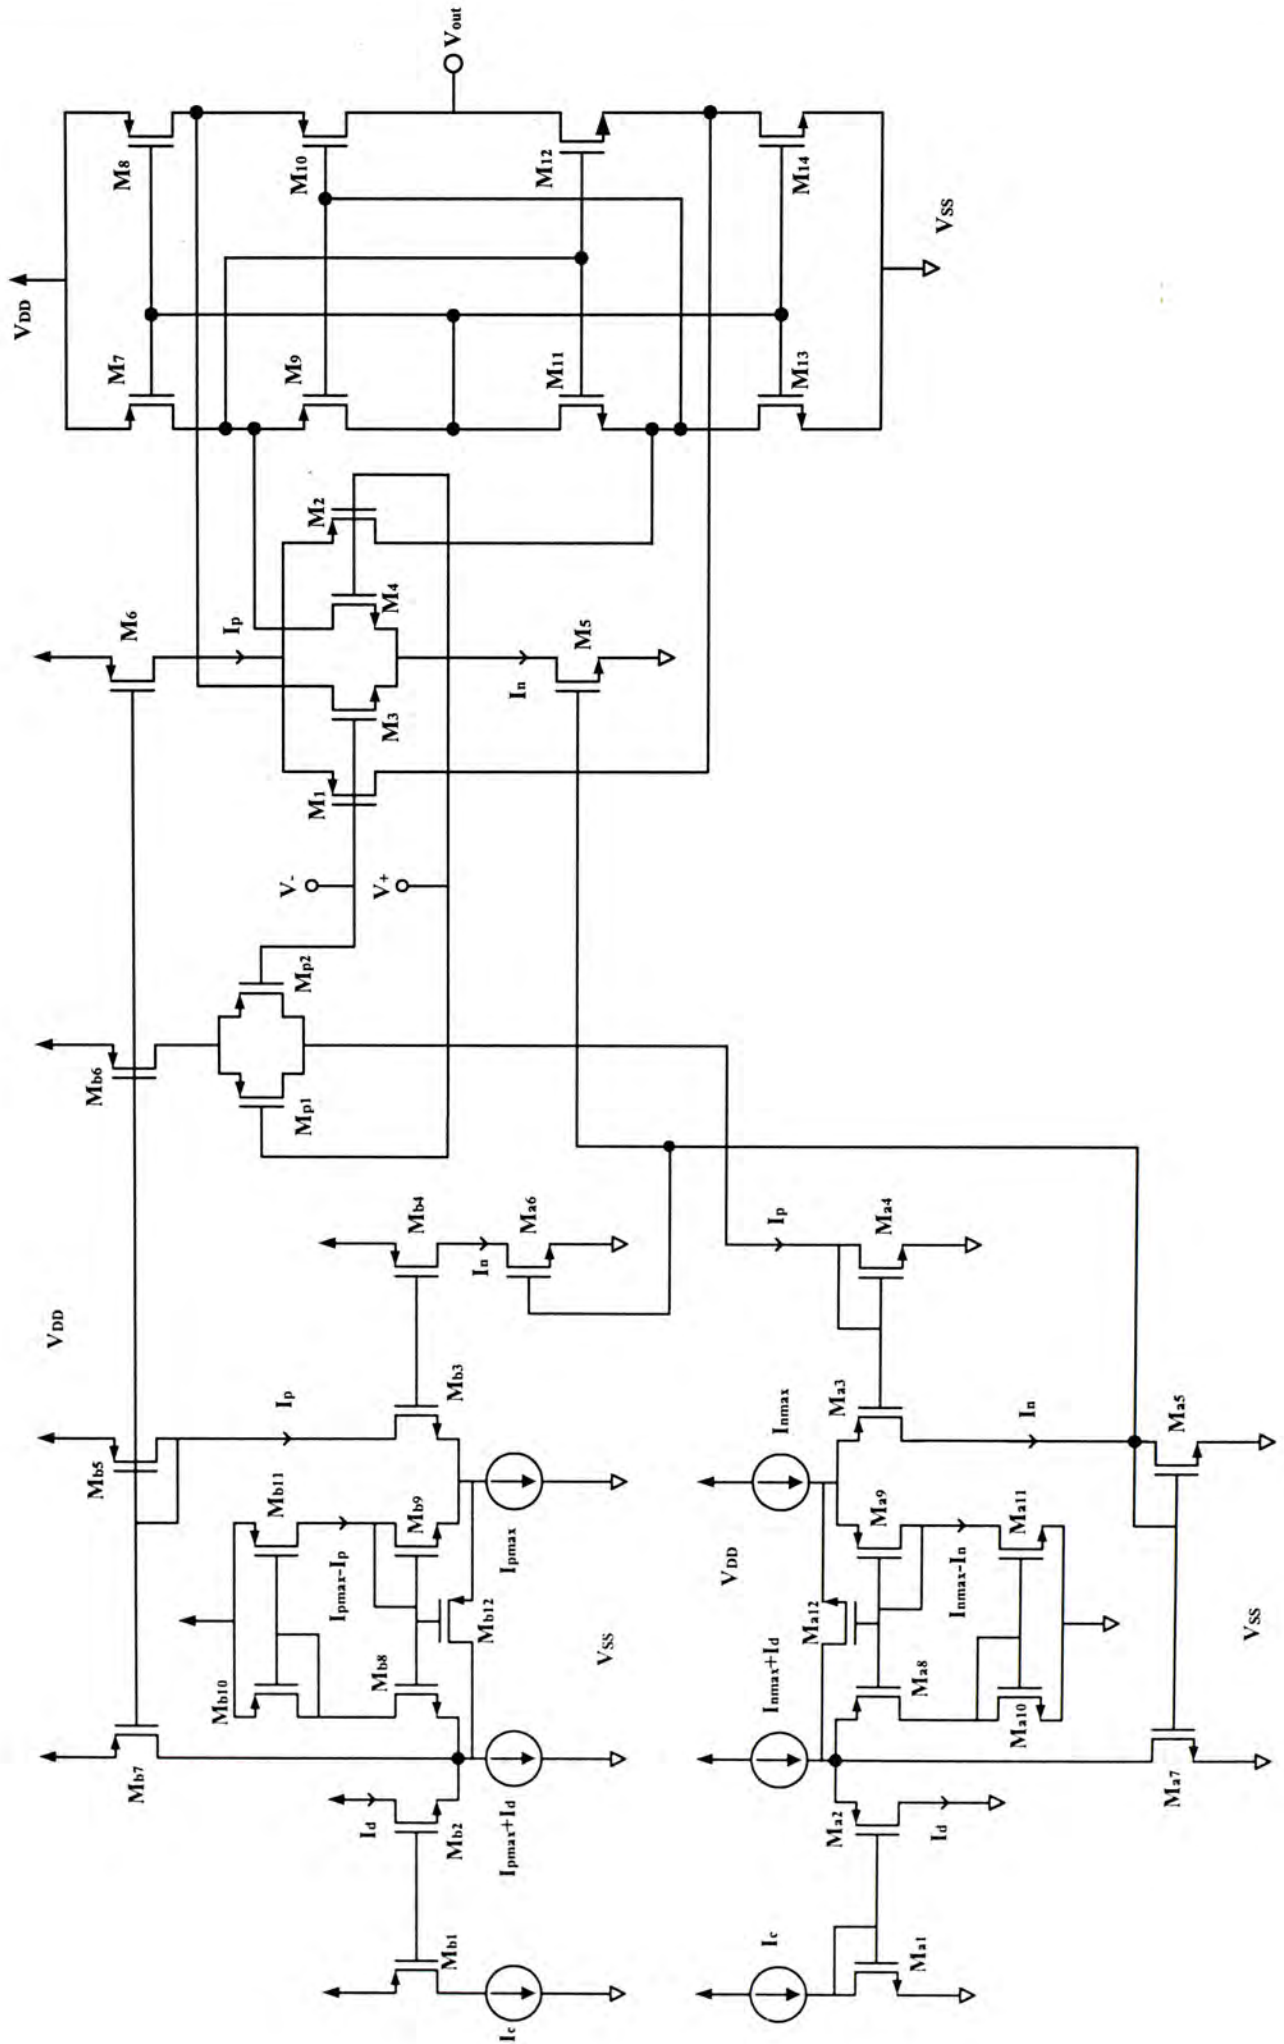 VDD
M7
M8
M9
M10
Vout
M11
M12
M13
M14
VSS
M6
Ip
M2
M1
M3
M4
In
M5
V-
V+
Mb6
Mp1
Mp2
VDD
Mb5
Mb7
Ip
Mb10
Mb11
Ipmax-Ip
Mb8
Mb9
Mb3
Mb4
In
Ma6
Id
Mb2
Mb12
Ipmax+Id
Ipmax
VSS
Mb1
Ic
Ic
Ma1
Inmax+Id
Inmax
VDD
Ma2
Id
Ma12
Ma8
Ma9
Ma3
Ip
Ma4
Inmax-In
Ma10
Ma11
In
Ma7
Ma5
VSS